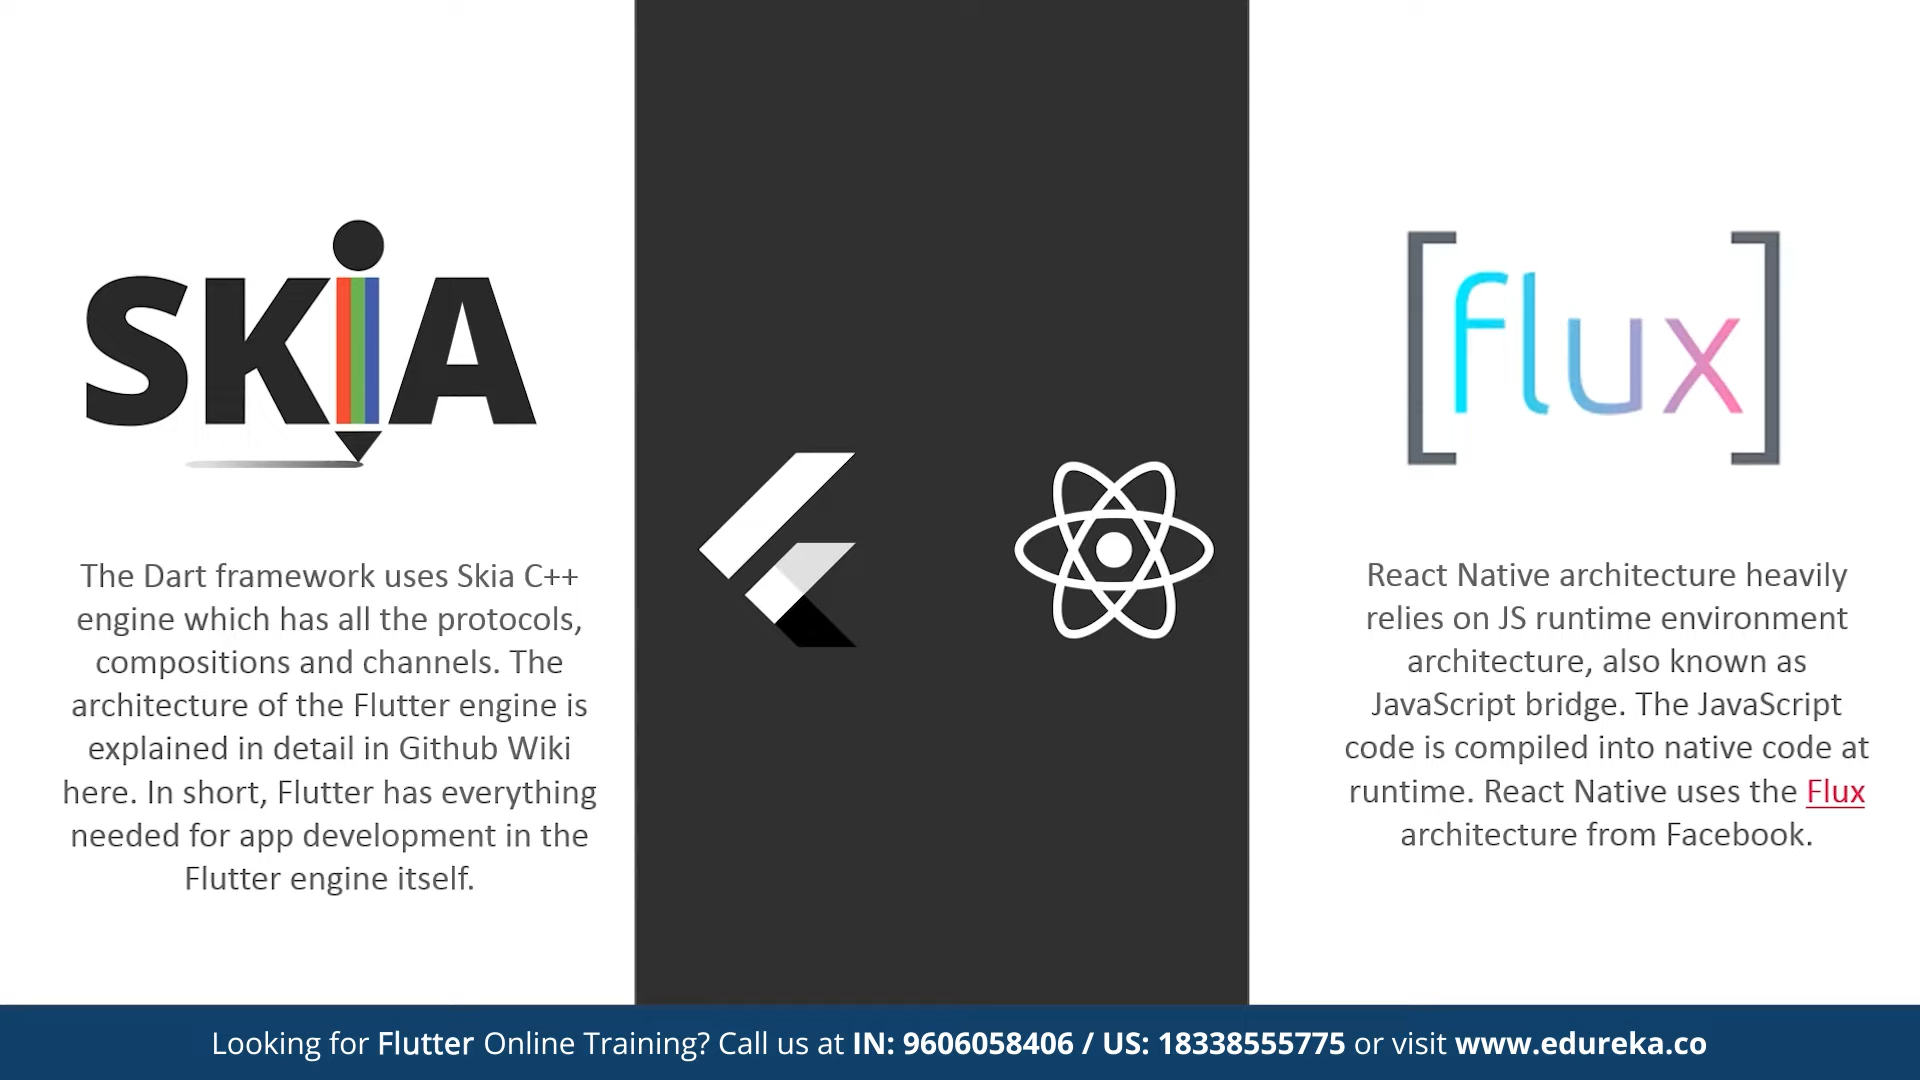 SKiA
The Dart framework uses Skia C++
engine which has all the protocols,
compositions and channels. The
architecture of the Flutter engine is
explained in detail in Github Wiki
here. In short, Flutter has everything
needed for app development in the
Flutter engine itself.
[flux]
React Native architecture heavily
relies on JS runtime environment
architecture, also known as
JavaScript bridge. The JavaScript
code is compiled into native code at
runtime. React Native uses the Flux
architecture from Facebook.
Looking for Flutter Online Training? Call us at IN: 9606058406 / US: 18338555775 or visit www.edureka.co